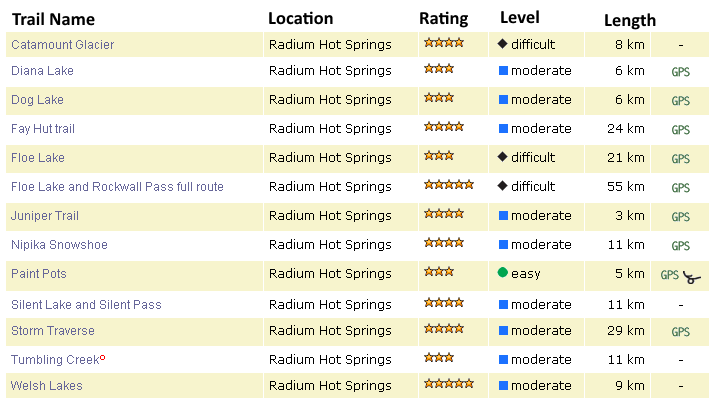 Trail Name Location Rating Level Length
Catamount Glacier Radium Hot Springs difficult 8 km -
Diana Lake Radium Hot Springs moderate 6 km GPS
Dog Lake Radium Hot Springs moderate 6 km GPS
Fay Hut trail Radium Hot Springs moderate 24 km GPS
Floe Lake Radium Hot Springs difficult 21 km GPS
Floe Lake and Rockwall Pass full route Radium Hot Springs difficult 55 km GPS
Juniper Trail Radium Hot Springs moderate 3 km GPS
Nipika Snowshoe Radium Hot Springs moderate 11 km GPS
Paint Pots Radium Hot Springs easy 5 km GPS
Silent Lake and Silent Pass Radium Hot Springs moderate 11 km -
Storm Traverse Radium Hot Springs moderate 29 km GPS
Tumbling Creek Radium Hot Springs moderate 11 km -
Welsh Lakes Radium Hot Springs moderate 9 km -